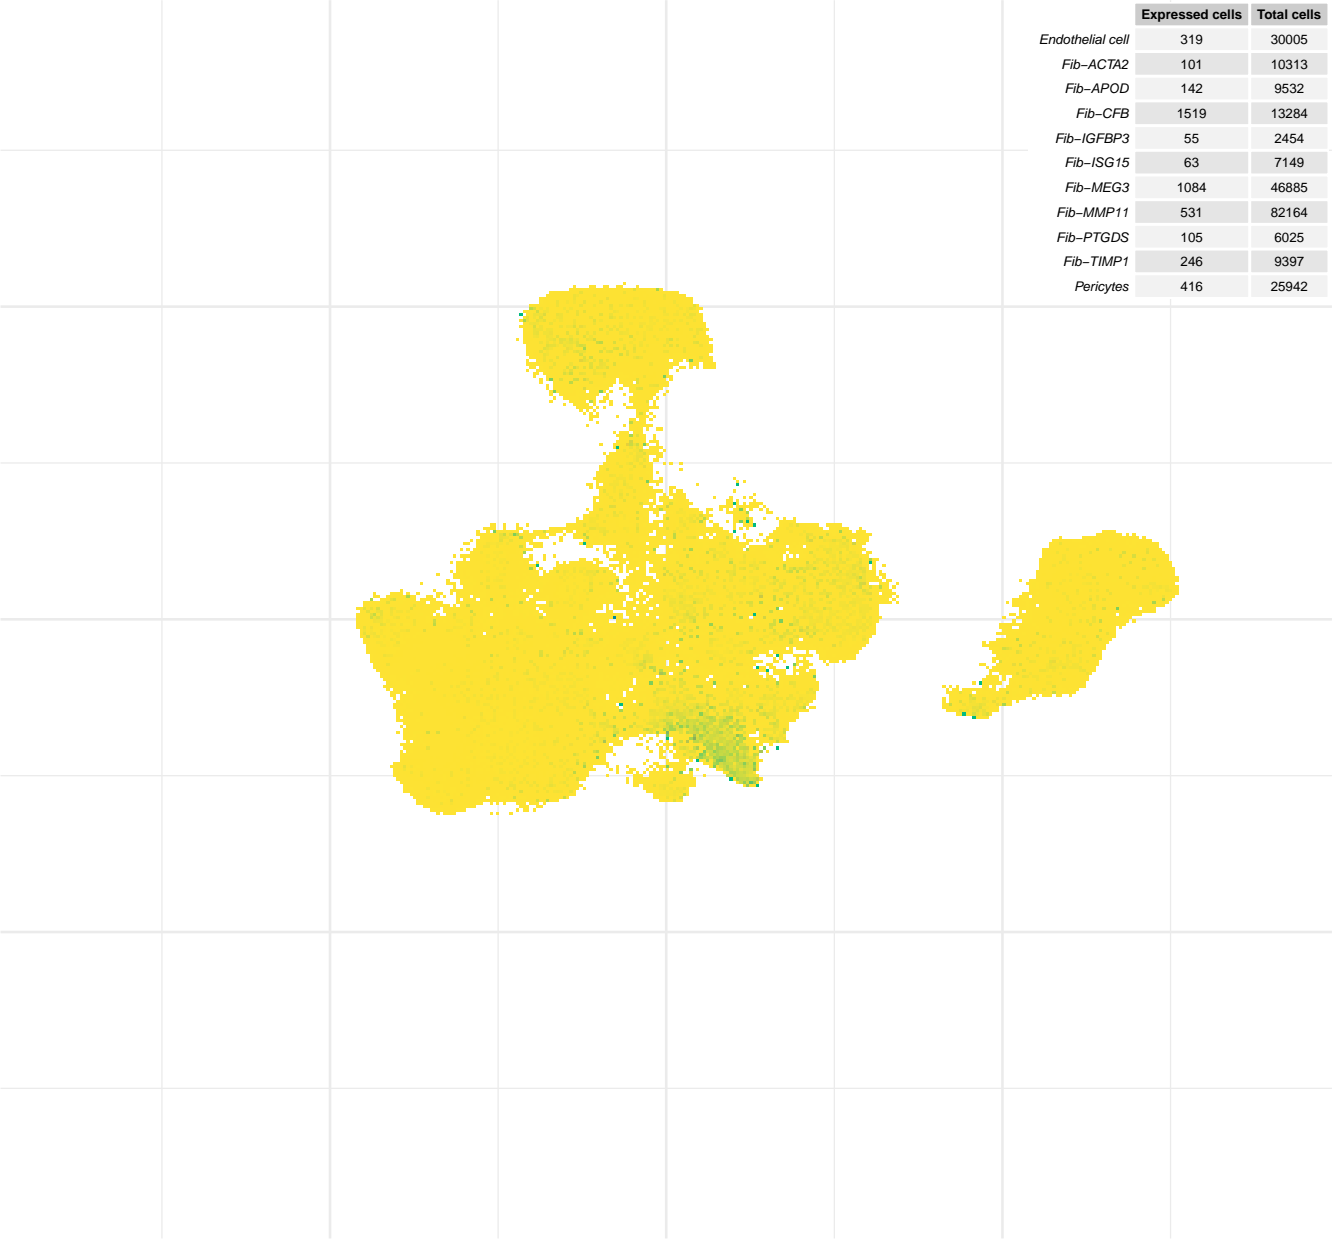 Expressed cells Total cells
Endothelial cell 319 30005
Fib−ACTA2 101 10313
Fib−APOD 142 9532
Fib−CFB 1519 13284
Fib−IGFBP3 55 2454
Fib−ISG15 63 7149
Fib−MEG3 1084 46885
Fib−MMP11 531 82164
Fib−PTGDS 105 6025
Fib−TIMP1 246 9397
Pericytes 416 25942